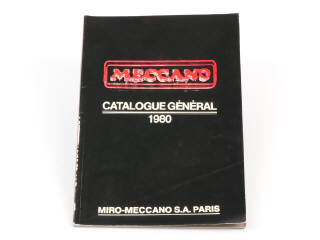 MECCANO
CATALOGUE GÉNÉRAL
1980
MIRO-MECCANO S.A. PARIS